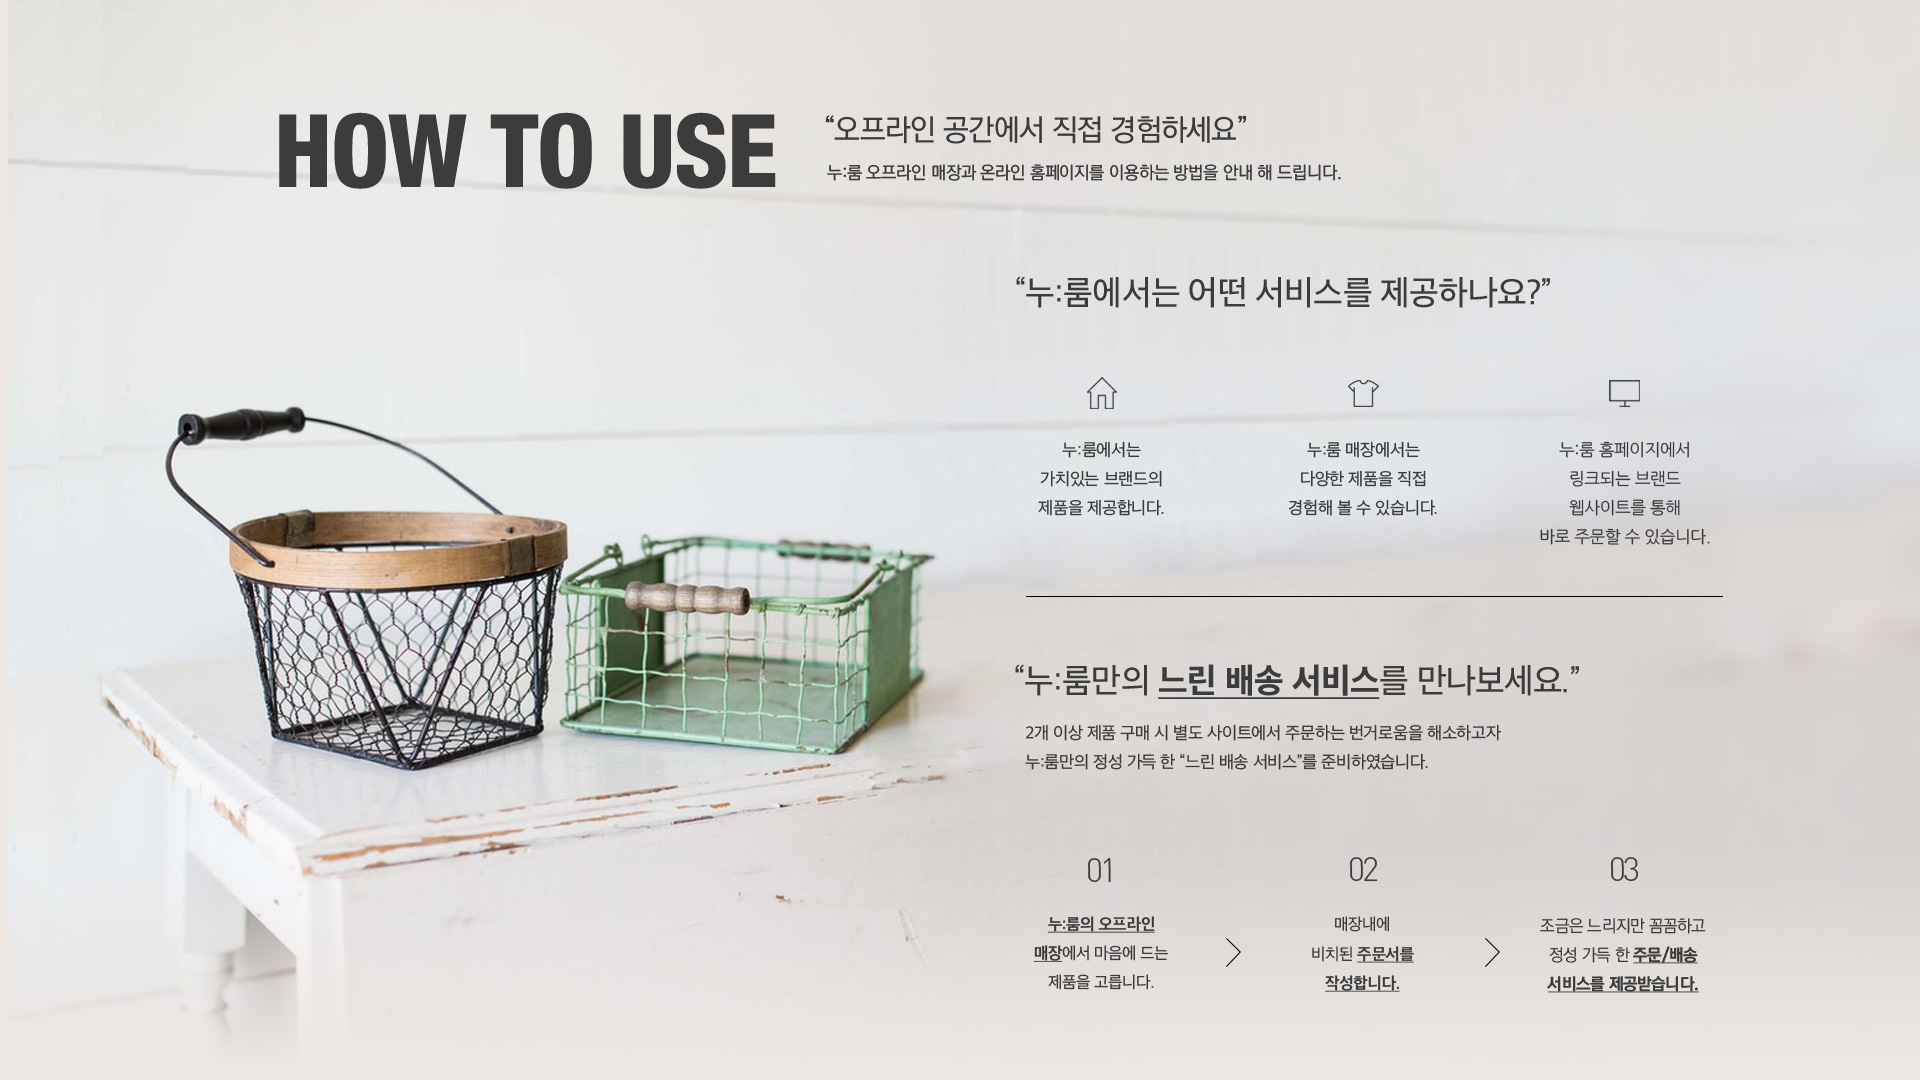 HOW TO USE
“오프라인 공간에서 직접 경험하세요”
누:룸 오프라인 매장과 온라인 홈페이지를 이용하는 방법을 안내 해 드립니다.
“누:룸에서는 어떤 서비스를 제공하나요?”
누:룸에서는
가치있는 브랜드의
제품을 제공합니다.
누:룸 매장에서는
다양한 제품을 직접
경험해 볼 수 있습니다.
누:룸 홈페이지에서
링크되는 브랜드
웹사이트를 통해
바로 주문할 수 있습니다.
“누:룸만의 느린 배송 서비스를 만나보세요.”
2개 이상 제품 구매 시 별도 사이트에서 주문하는 번거로움을 해소하고자
누:룸만의 정성 가득 한 “느린 배송 서비스”를 준비하였습니다.
01
누:룸의 오프라인
매장에서 마음에 드는
제품을 고릅니다.
02
매장내에
비치된 주문서를
작성합니다.
03
조금은 느리지만 꼼꼼하고
정성 가득 한 주문/배송
서비스를 제공받습니다.